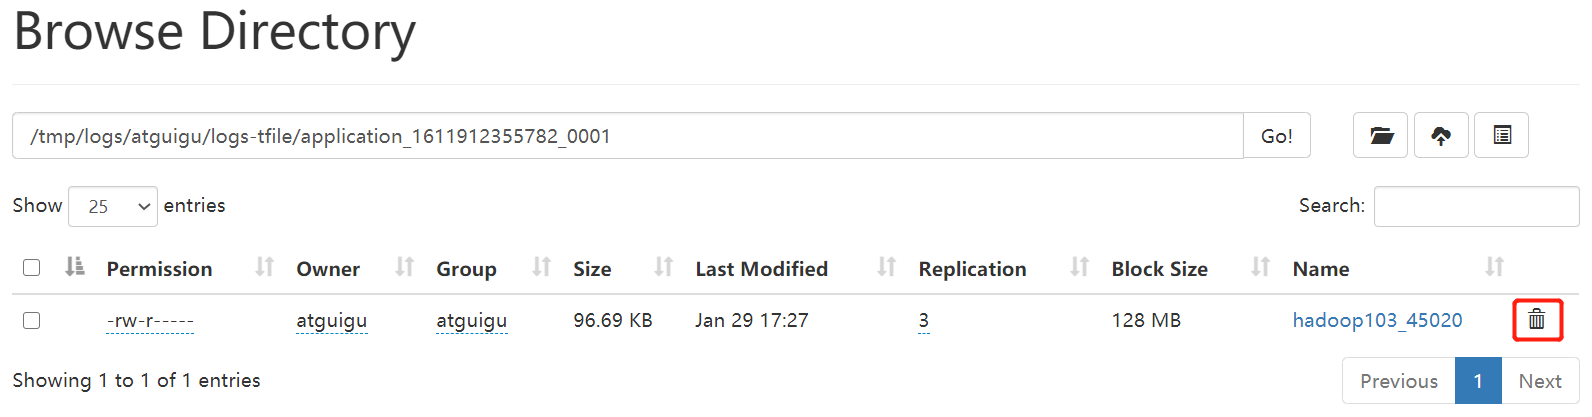 Browse Directory
/tmp/logs/atguigu/logs-tfile/application_1611912355782_0001 Go!
Show 25 entries Search:
Permission Owner Group Size Last Modified Replication Block Size Name
-rw-r----- atguigu atguigu 96.69 KB Jan 29 17:27 3 128 MB hadoop103_45020
Showing 1 to 1 of 1 entries Previous 1 Next